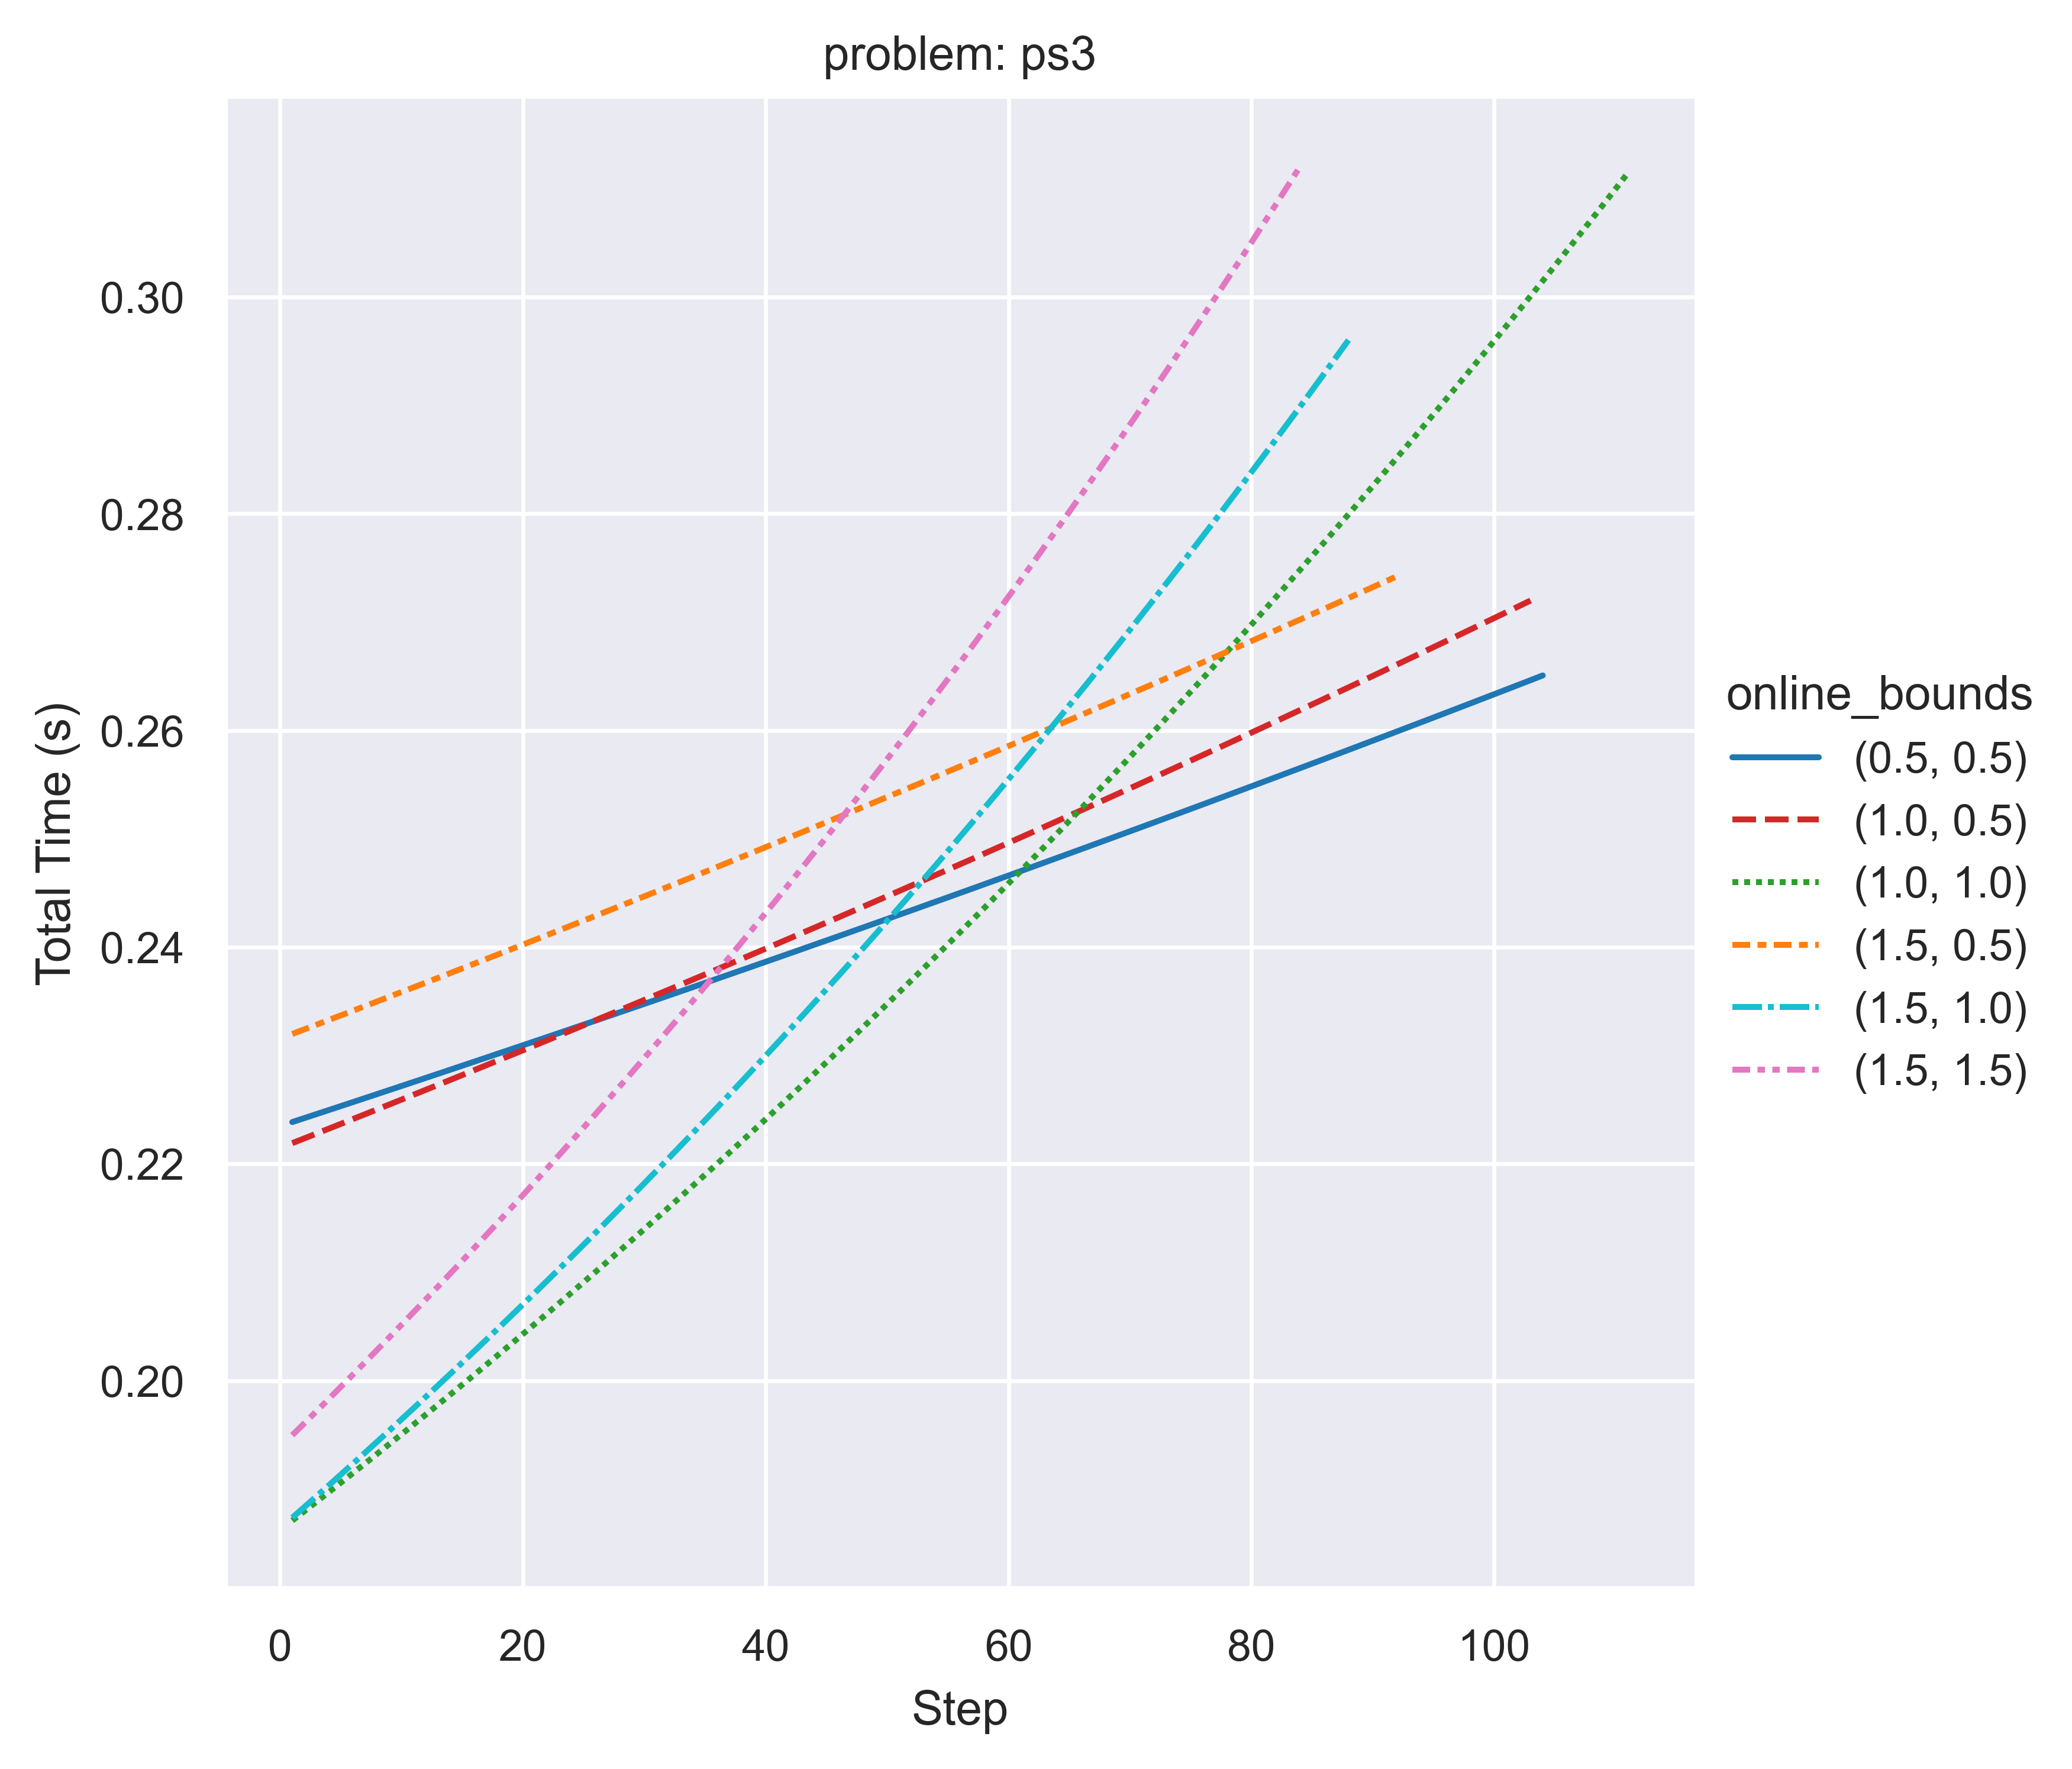 problem: ps3
0.30
0.28
0.26
0.24
0.22
0.20
Total Time (s)
0 20 40 60 80 100
Step
online_bounds
(0.5, 0.5)
(1.0, 0.5)
(1.0, 1.0)
(1.5, 0.5)
(1.5, 1.0)
(1.5, 1.5)